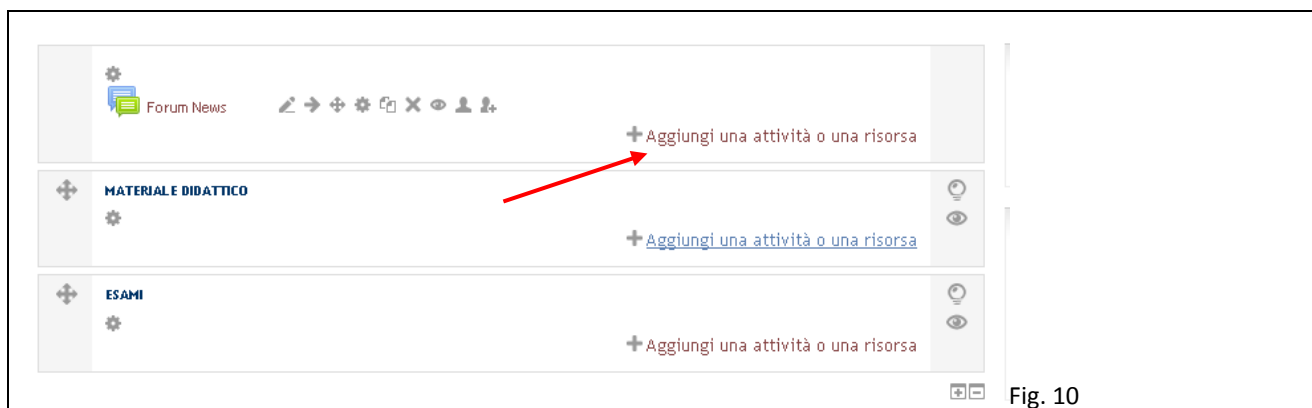 Forum News
Aggiungi una attività o una risorsa
MATERIALE DIDATTICO
Aggiungi una attività o una risorsa
ESAMI
Aggiungi una attività o una risorsa
Fig. 10